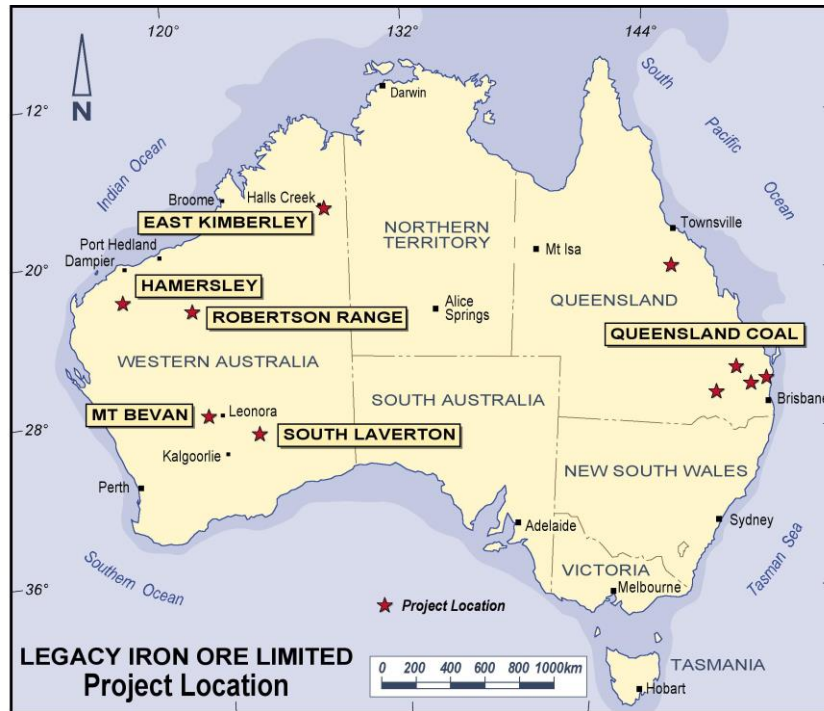 120°
132°
144°
N
12°
20°
28°
36°
South
Pacific
Ocean
Indian Ocean
Darwin
Broome
Halls Creek
EAST KIMBERLEY
Port Hedland
Dampier
HAMERSLEY
ROBERTSON RANGE
NORTHERN
TERRITORY
Mt Isa
Townsville
Alice
Springs
QUEENSLAND
QUEENSLAND COAL
WESTERN AUSTRALIA
SOUTH AUSTRALIA
Brisbane
MT BEVAN
Leonora
SOUTH LAVERTON
Kalgoorlie
Perth
NEW SOUTH WALES
Adelaide
Sydney
Tasman Sea
Southern Ocean
VICTORIA
Melbourne
Project Location
LEGACY IRON ORE LIMITED
Project Location
0 200 400 600 800 1000km
TASMANIA
Hobart